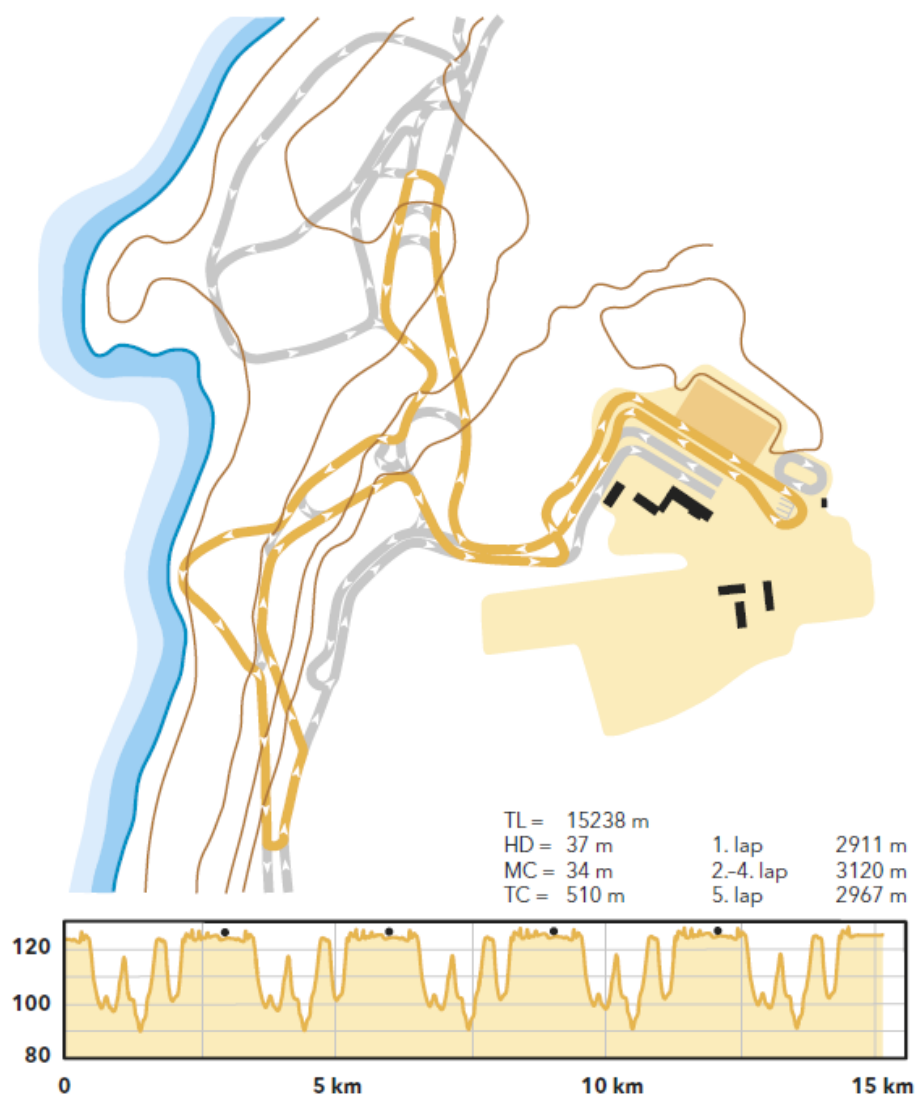 TL = 15238 m
HD = 37 m 1. lap 2911 m
MC = 34 m 2.–4. lap 3120 m
TC = 510 m 5. lap 2967 m
120
100
80
0 5 km 10 km 15 km